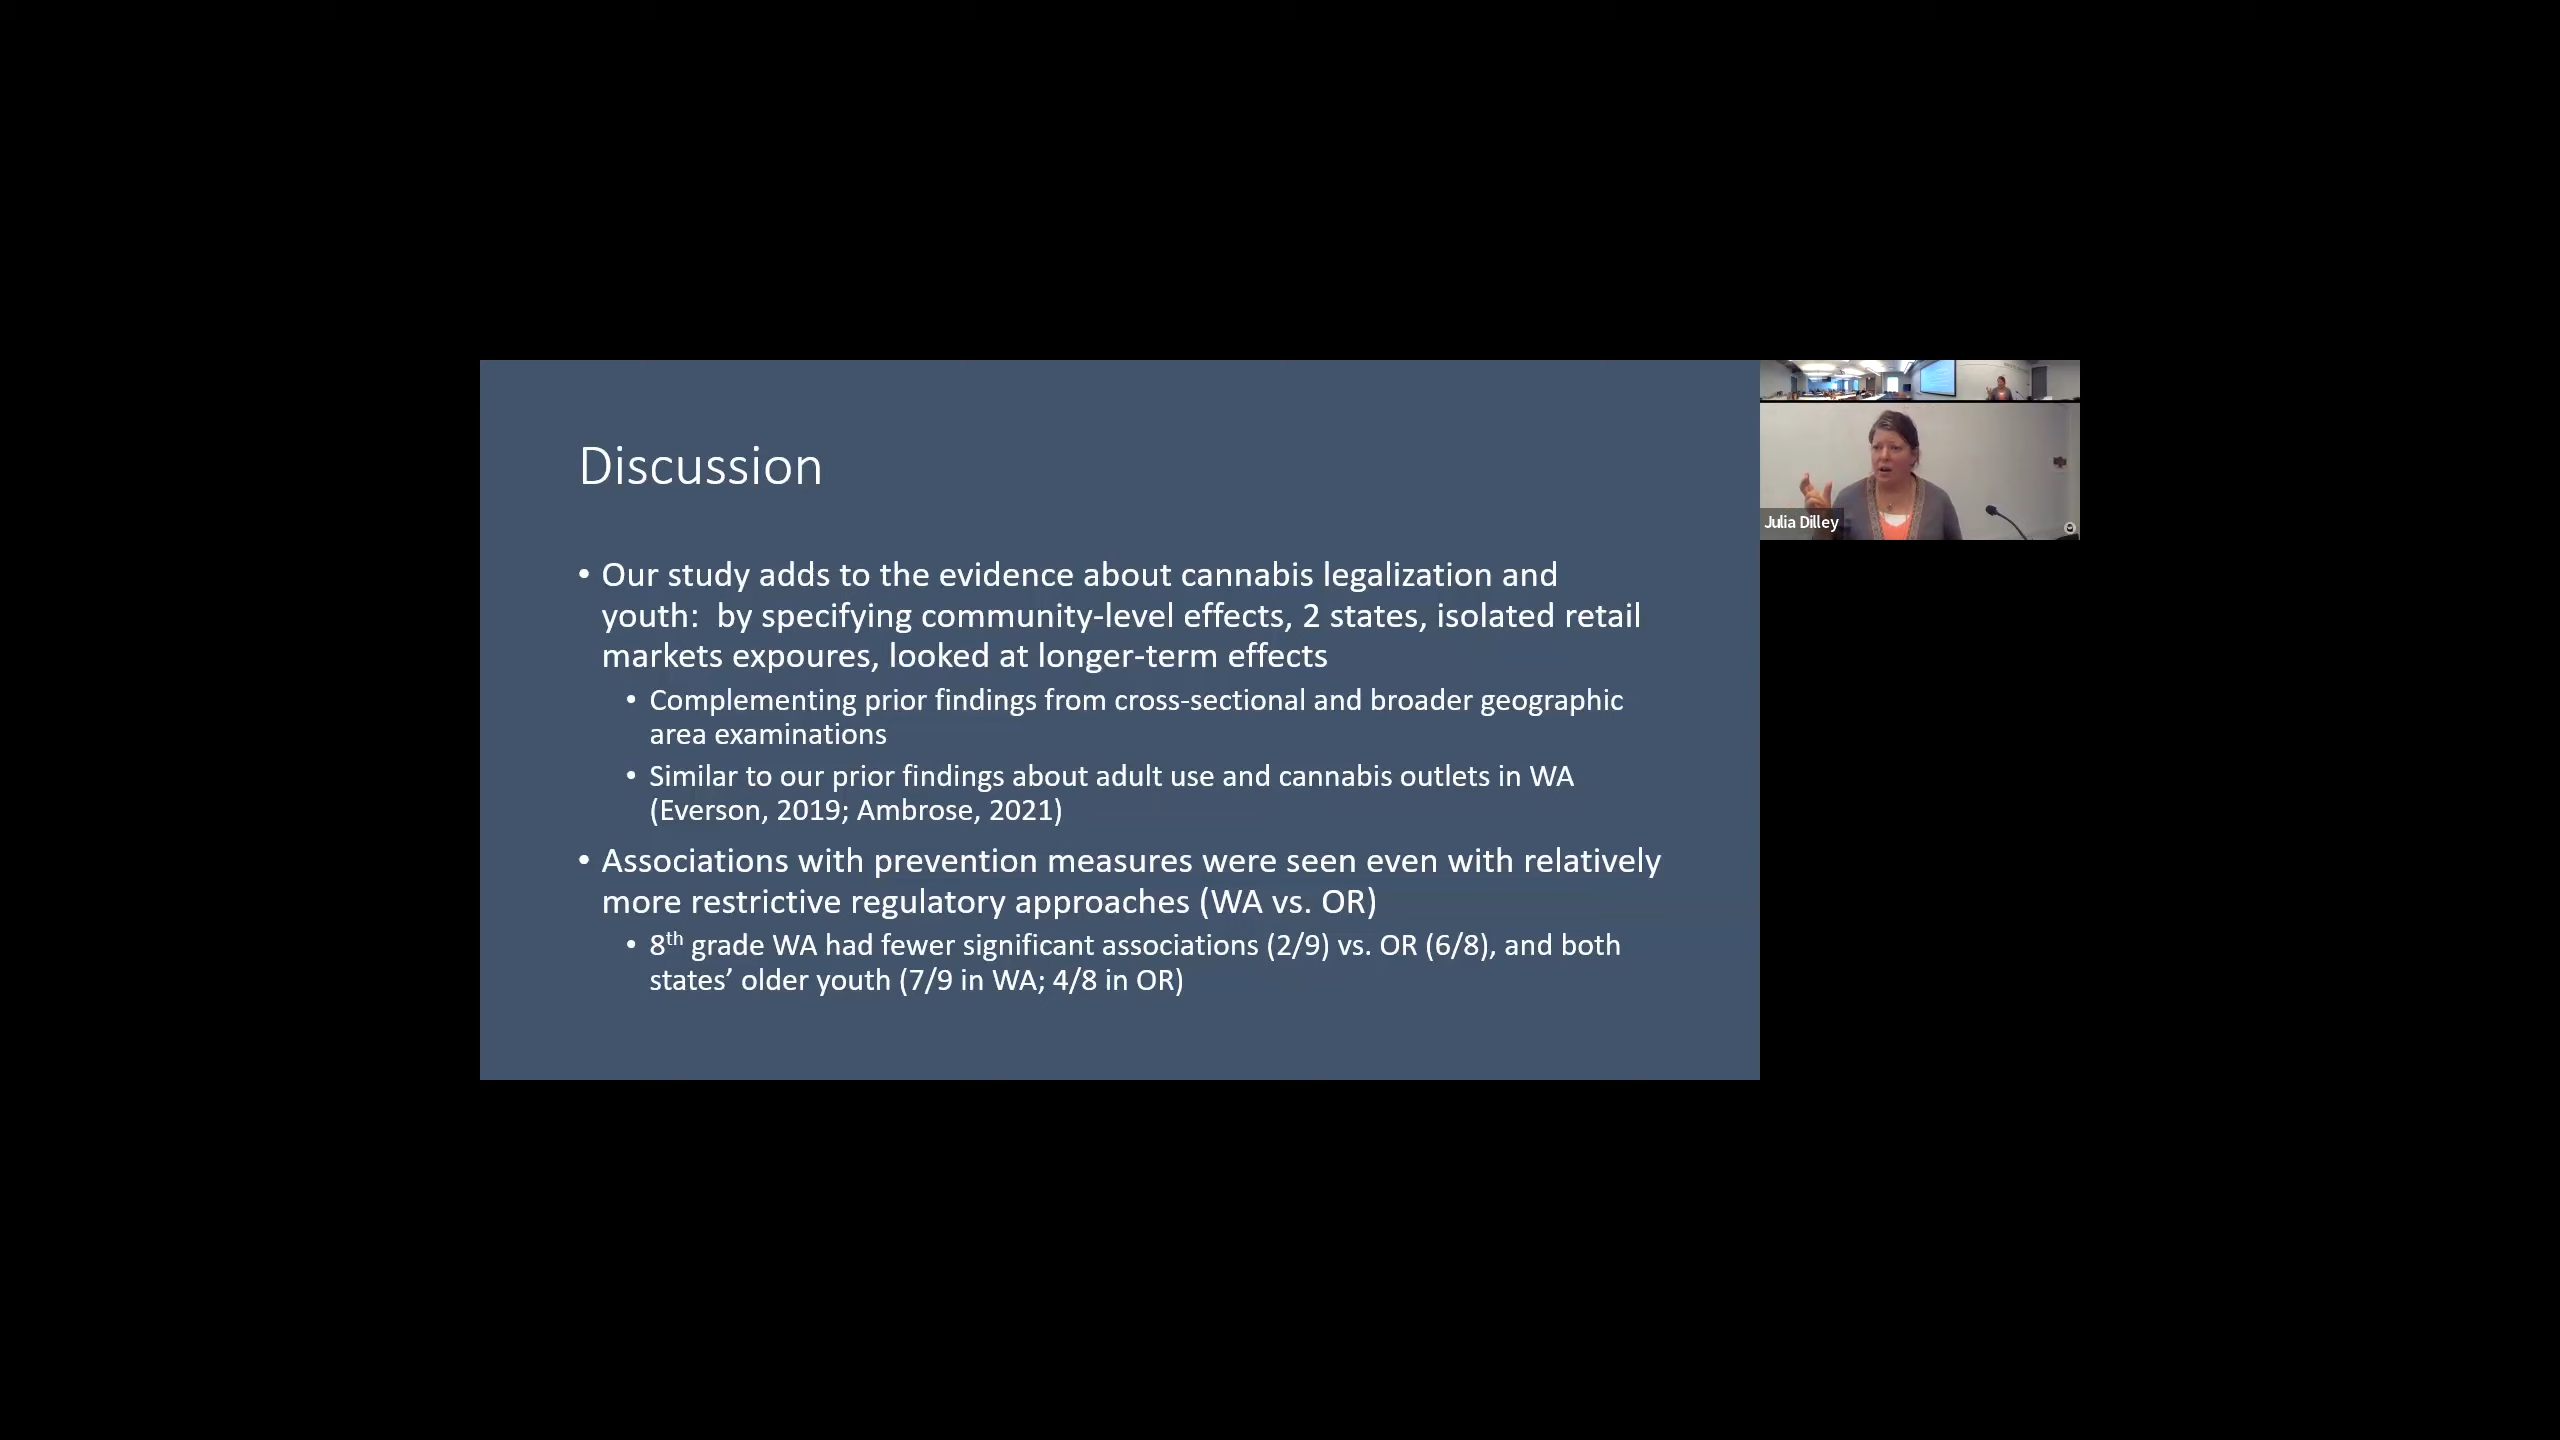 Discussion
• Our study adds to the evidence about cannabis legalization and
youth:  by specifying community-level effects, 2 states, isolated retail
markets expoures, looked at longer-term effects
• Complementing prior findings from cross-sectional and broader geographic
area examinations
• Similar to our prior findings about adult use and cannabis outlets in WA
(Everson, 2019; Ambrose, 2021)
• Associations with prevention measures were seen even with relatively
more restrictive regulatory approaches (WA vs. OR)
• 8th grade WA had fewer significant associations (2/9) vs. OR (6/8), and both
states’ older youth (7/9 in WA; 4/8 in OR)
Julia Dilley